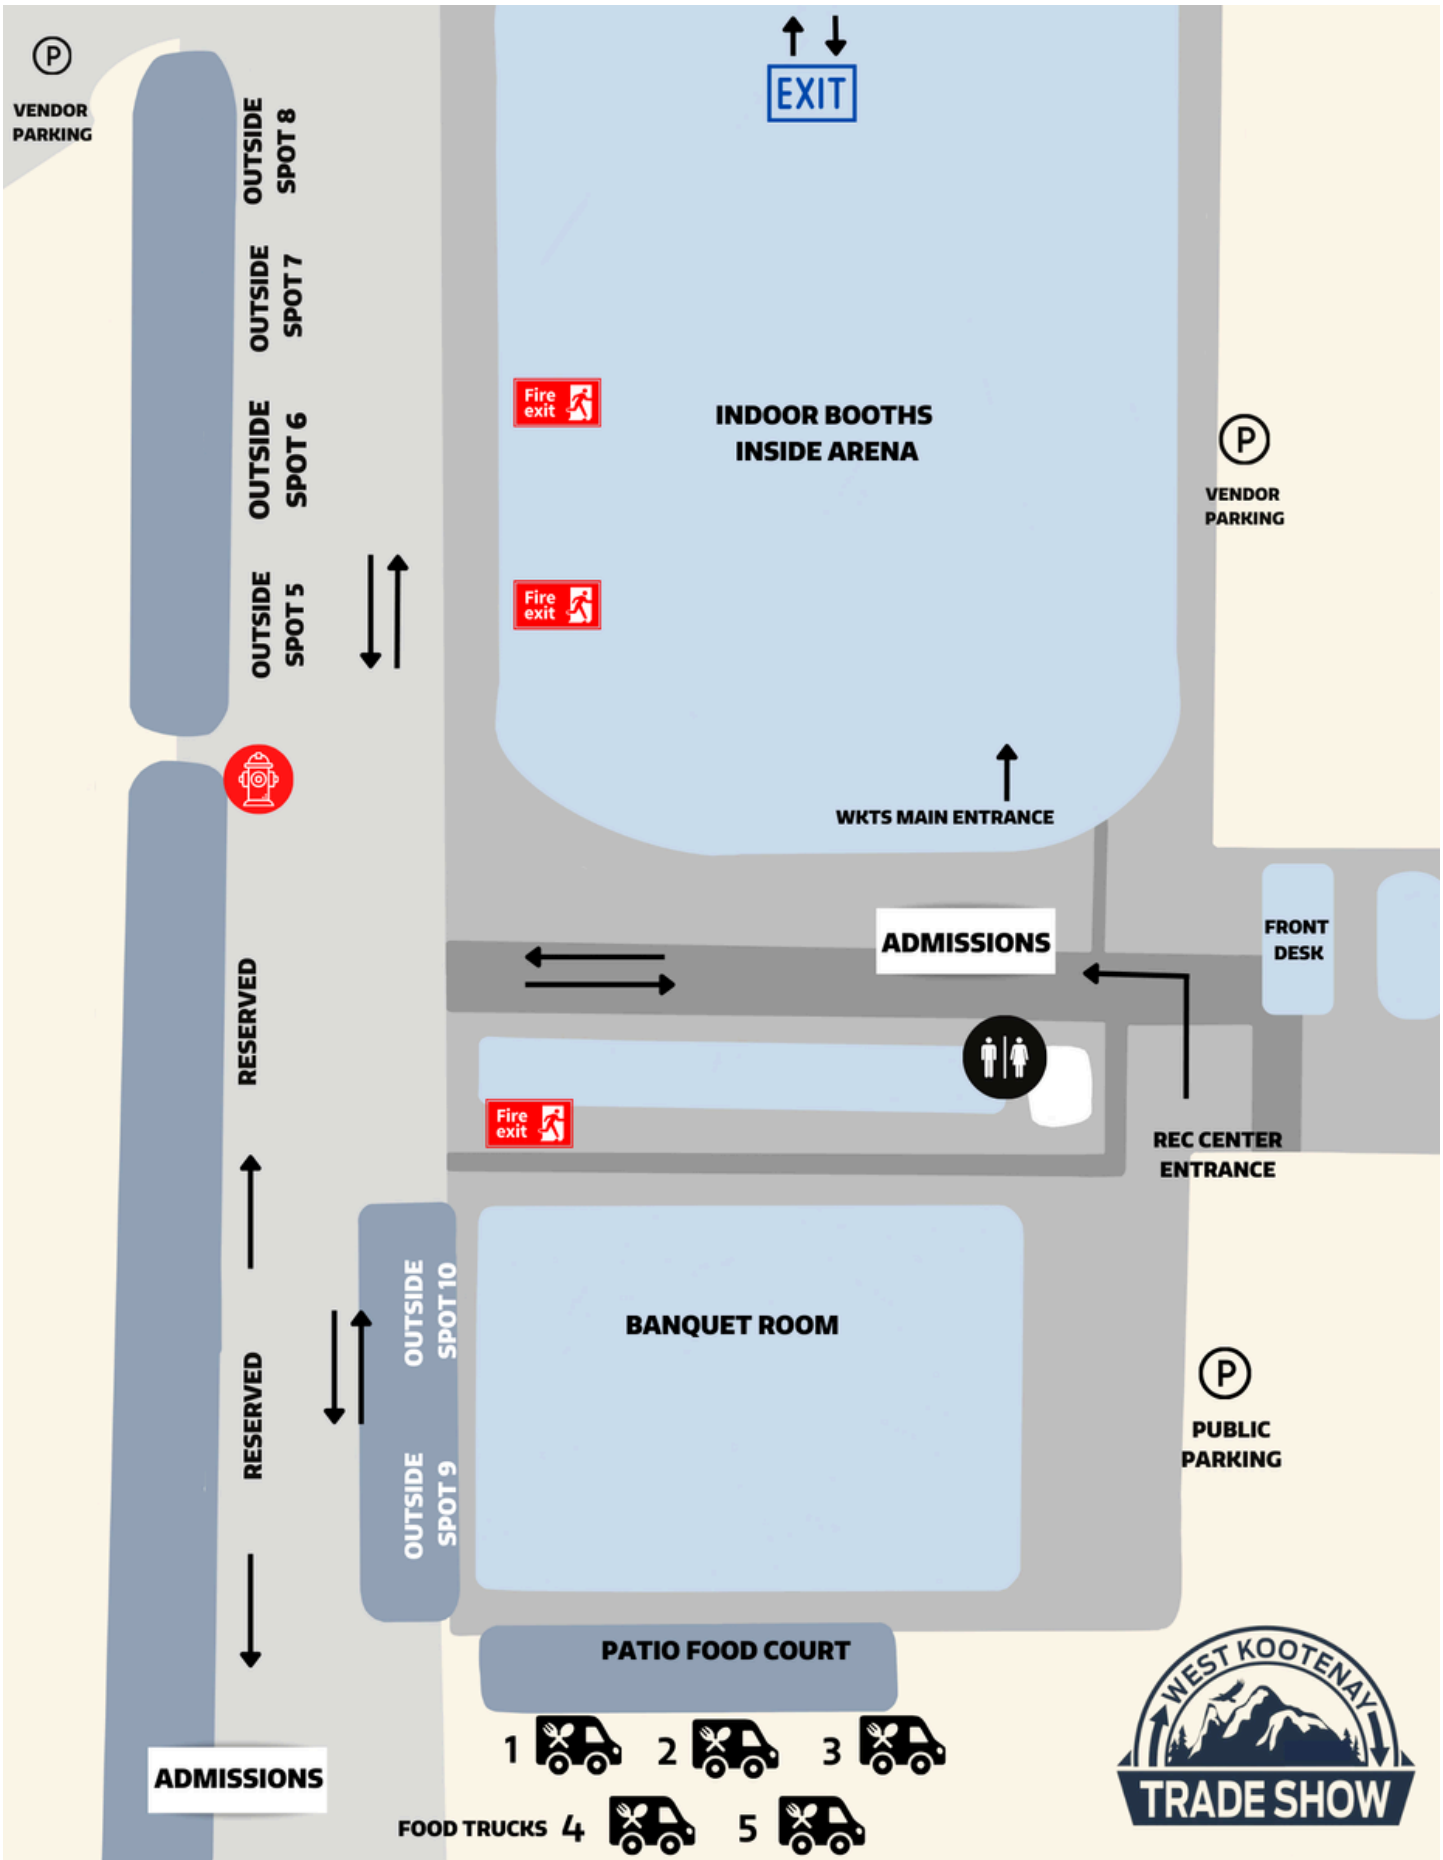 P
VENDOR
PARKING
OUTSIDE
SPOT 8
OUTSIDE
SPOT 7
OUTSIDE
SPOT 6
OUTSIDE
SPOT 5
EXIT
Fire
exit
INDOOR BOOTHS
INSIDE ARENA
P
VENDOR
PARKING
Fire
exit
WKTS MAIN ENTRANCE
ADMISSIONS
FRONT
DESK
RESERVED
Fire
exit
REC CENTER
ENTRANCE
OUTSIDE
SPOT 10
BANQUET ROOM
RESERVED
P
PUBLIC
PARKING
OUTSIDE
SPOT 9
PATIO FOOD COURT
1 2 3
ADMISSIONS
FOOD TRUCKS 4 5
WEST KOOTENAY
TRADE SHOW